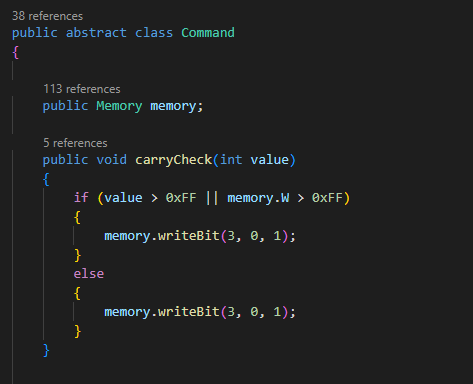 38 references
public abstract class Command
{
113 references
public Memory memory;
5 references
public void carryCheck(int value)
{
if (value > 0xFF || memory.W > 0xFF)
{
memory.writeBit(3, 0, 1);
}
else
{
memory.writeBit(3, 0, 1);
}
}